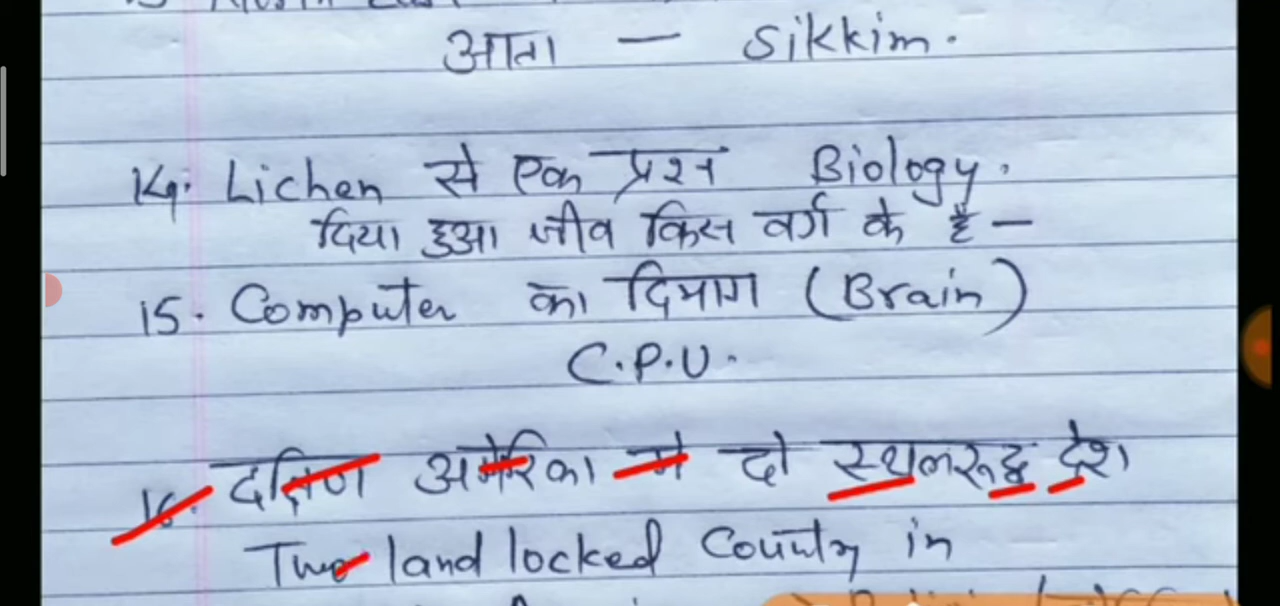 आता — Sikkim.
14. Lichen से एक प्रश्न Biology.
दिया हुआ जीव किस वर्ग के है —
15. Computer का दिमाग (Brain)
C.P.U.
16. दक्षिण अमेरिका मे दो स्थलरूद्ध देश
Two land locked Country in